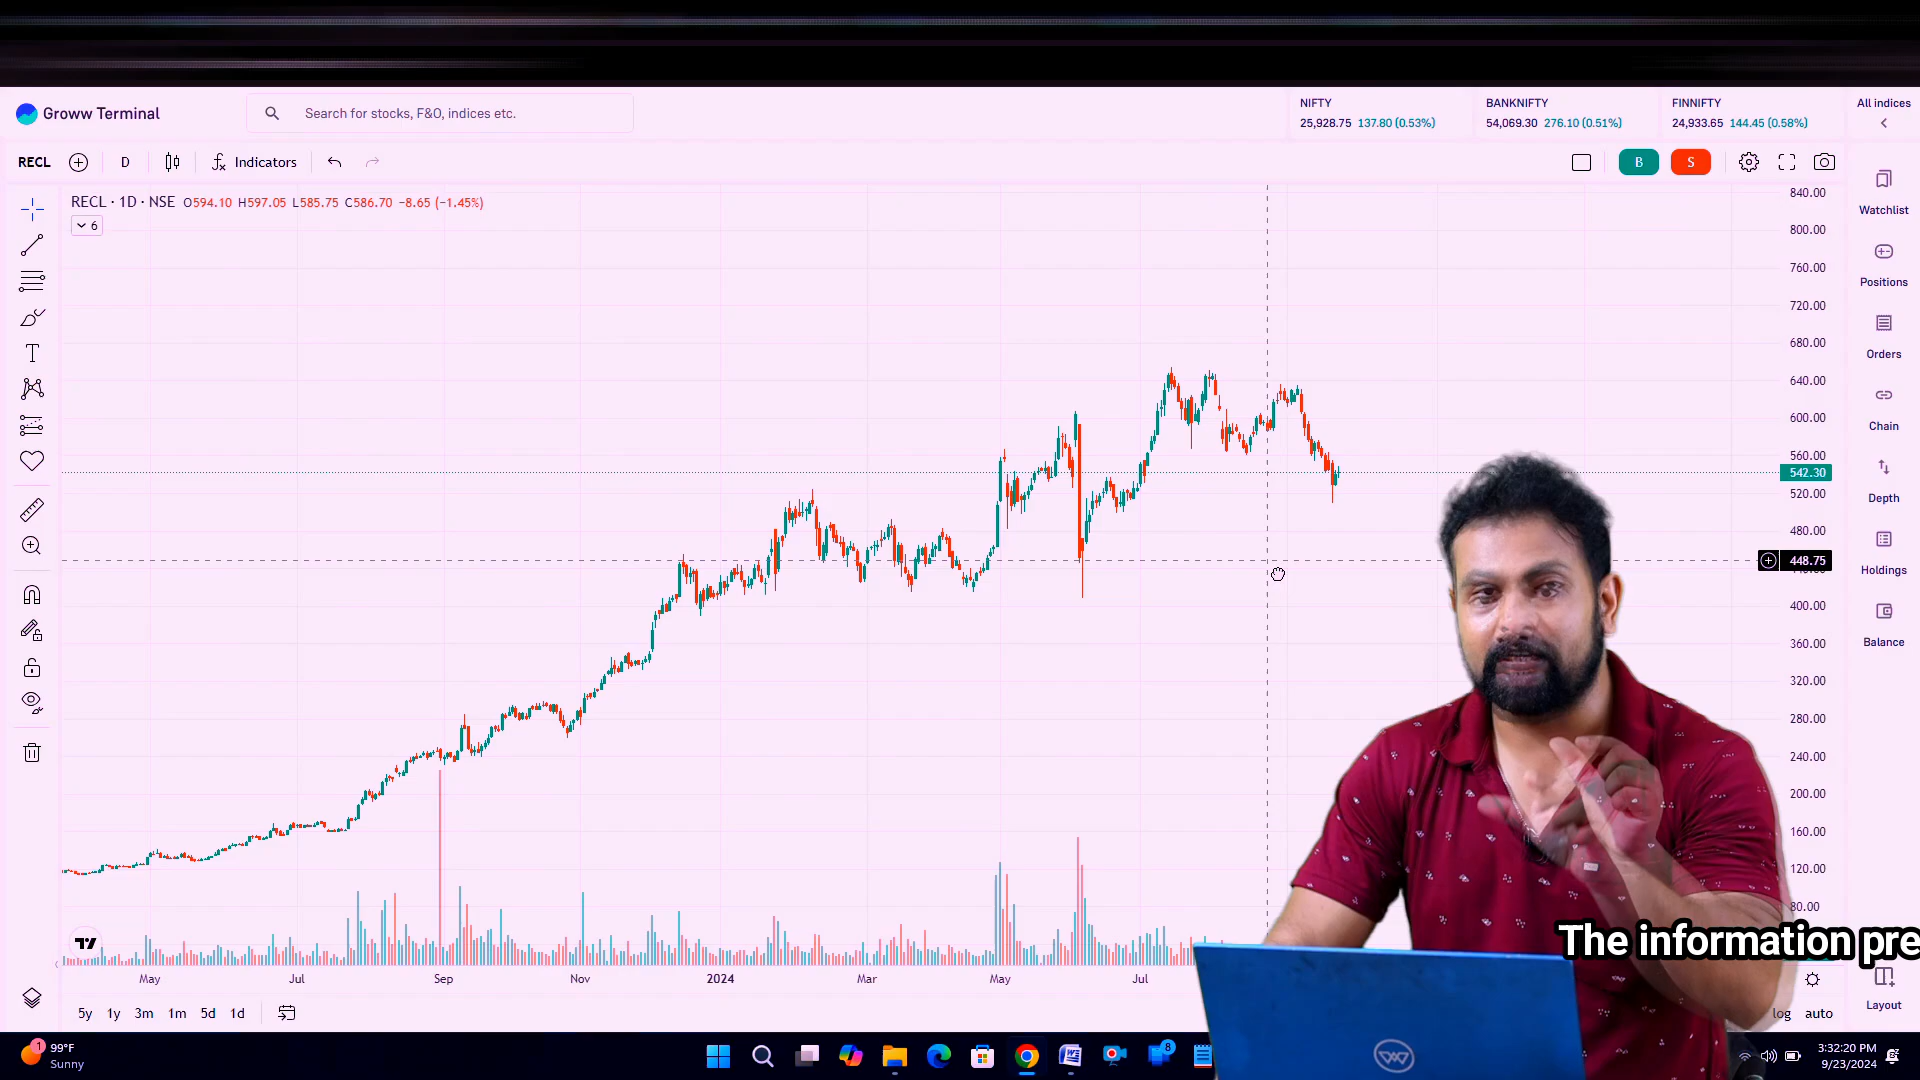 Groww Terminal
Search for stocks, F&O, indices etc.
NIFTY
25,928.75 137.80 (0.53%)
BANKNIFTY
54,069.30 276.10 (0.51%)
FINNIFTY
24,933.65 144.45 (0.58%)
All indices
RECL
D
Indicators
B
S
RECL · 1D · NSE O594.10 H597.05 L585.75 C586.70 −8.65 (−1.45%)
6
840.00
800.00
760.00
720.00
680.00
640.00
600.00
560.00
542.30
520.00
480.00
448.75
400.00
360.00
320.00
280.00
240.00
200.00
160.00
120.00
80.00
Watchlist
Positions
Orders
Chain
Depth
Holdings
Balance
The information pre
Layout
May
Jul
Sep
Nov
2024
Mar
May
Jul
5y 1y 3m 1m 5d 1d
log auto
1
99°F
Sunny
8
3:32:20 PM
9/23/2024